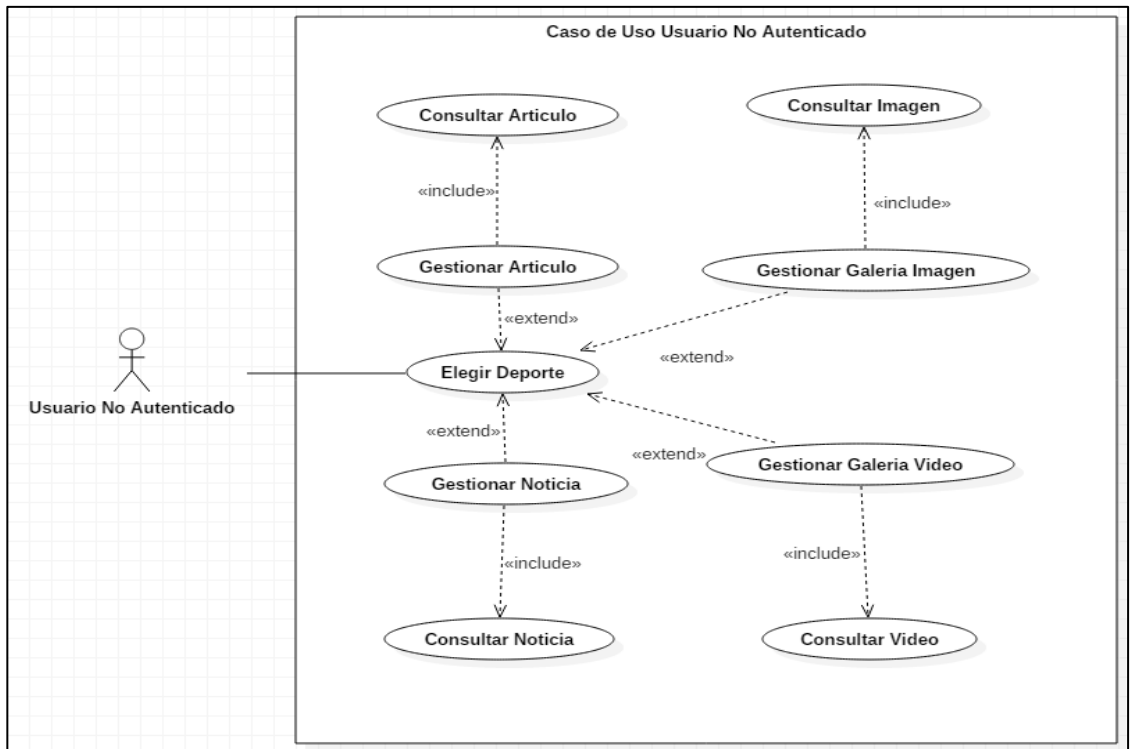 Caso de Uso Usuario No Autenticado
Consultar Articulo
Consultar Imagen
«include»
«include»
Gestionar Articulo
Gestionar Galeria Imagen
«extend»
«extend»
Elegir Deporte
Usuario No Autenticado
«extend»
«extend»
Gestionar Noticia
Gestionar Galeria Video
«include»
«include»
Consultar Noticia
Consultar Video